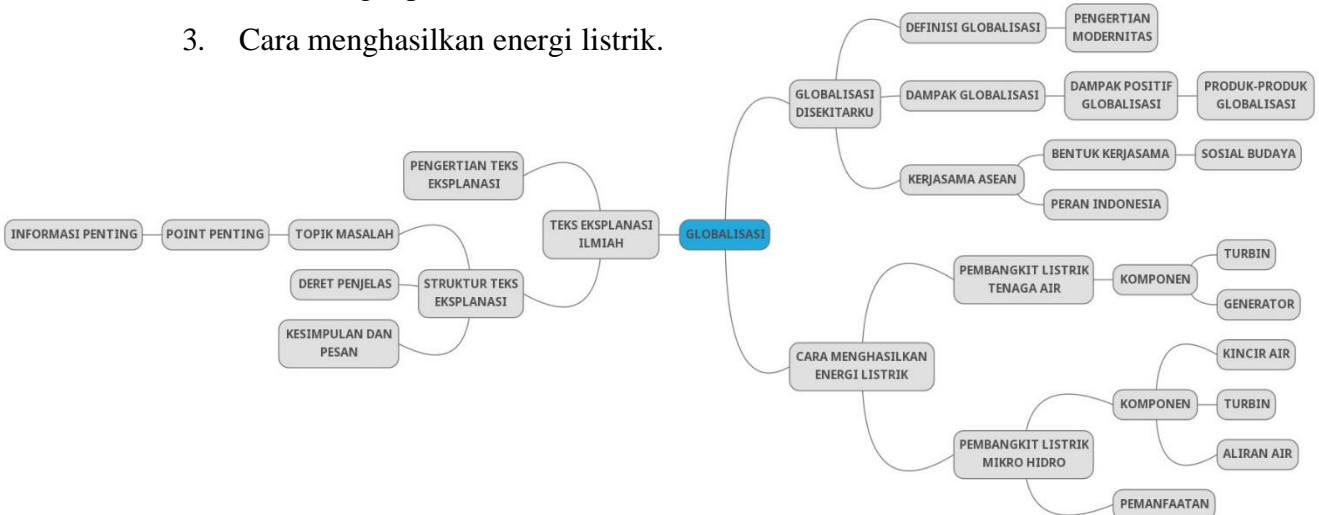 3. Cara menghasilkan energi listrik.
PENGERTIAN TEKS
EKSPLANASI
INFORMASI PENTING
POINT PENTING
TOPIK MASALAH
DERET PENJELAS
KESIMPULAN DAN
PESAN
STRUKTUR TEKS
EKSPLANASI
TEKS EKSPLANASI
ILMIAH
GLOBALISASI
GLOBALISASI
DISEKITARKU
DEFINISI GLOBALISASI
PENGERTIAN
MODERNITAS
DAMPAK GLOBALISASI
DAMPAK POSITIF
GLOBALISASI
PRODUK-PRODUK
GLOBALISASI
KERJASAMA ASEAN
BENTUK KERJASAMA
SOSIAL BUDAYA
PERAN INDONESIA
CARA MENGHASILKAN
ENERGI LISTRIK
PEMBANGKIT LISTRIK
TENAGA AIR
KOMPONEN
TURBIN
GENERATOR
PEMBANGKIT LISTRIK
MIKRO HIDRO
KOMPONEN
KINCIR AIR
TURBIN
ALIRAN AIR
PEMANFAATAN